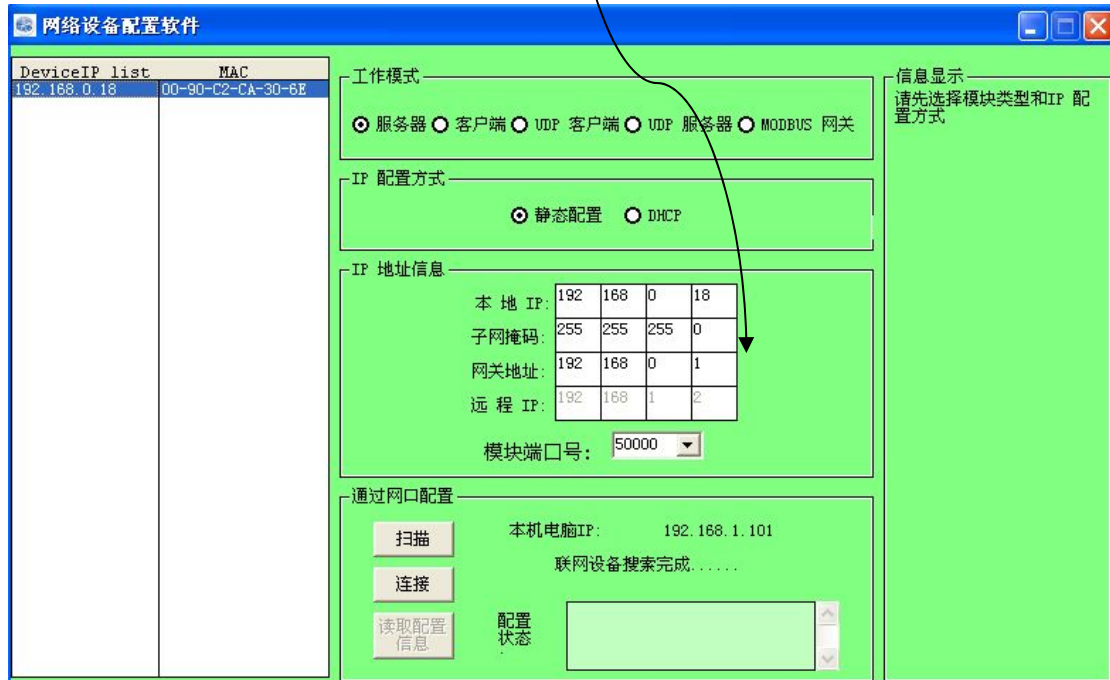 网络设备配置软件
DeviceIP list MAC
192.168.0.18 00-90-C2-CA-30-6E
工作模式
服务器 客户端 UDP 客户端 UDP 服务器 MODBUS 网关
IP 配置方式
静态配置 DHCP
IP 地址信息
本 地 IP: 192 168 0 18
子网掩码: 255 255 255 0
网关地址: 192 168 0 1
远 程 IP: 192 168 1 2
模块端口号: 50000
通过网口配置
扫描
本机电脑IP: 192.168.1.101
联网设备搜索完成......
连接
读取配置
信息
配置
状态
信息显示
请先选择模块类型和IP 配
置方式